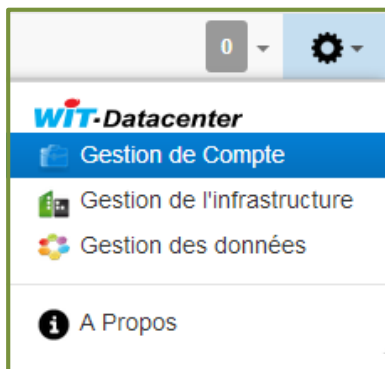 0
WiT-Datacenter
Gestion de Compte
Gestion de l'infrastructure
Gestion des données
A Propos